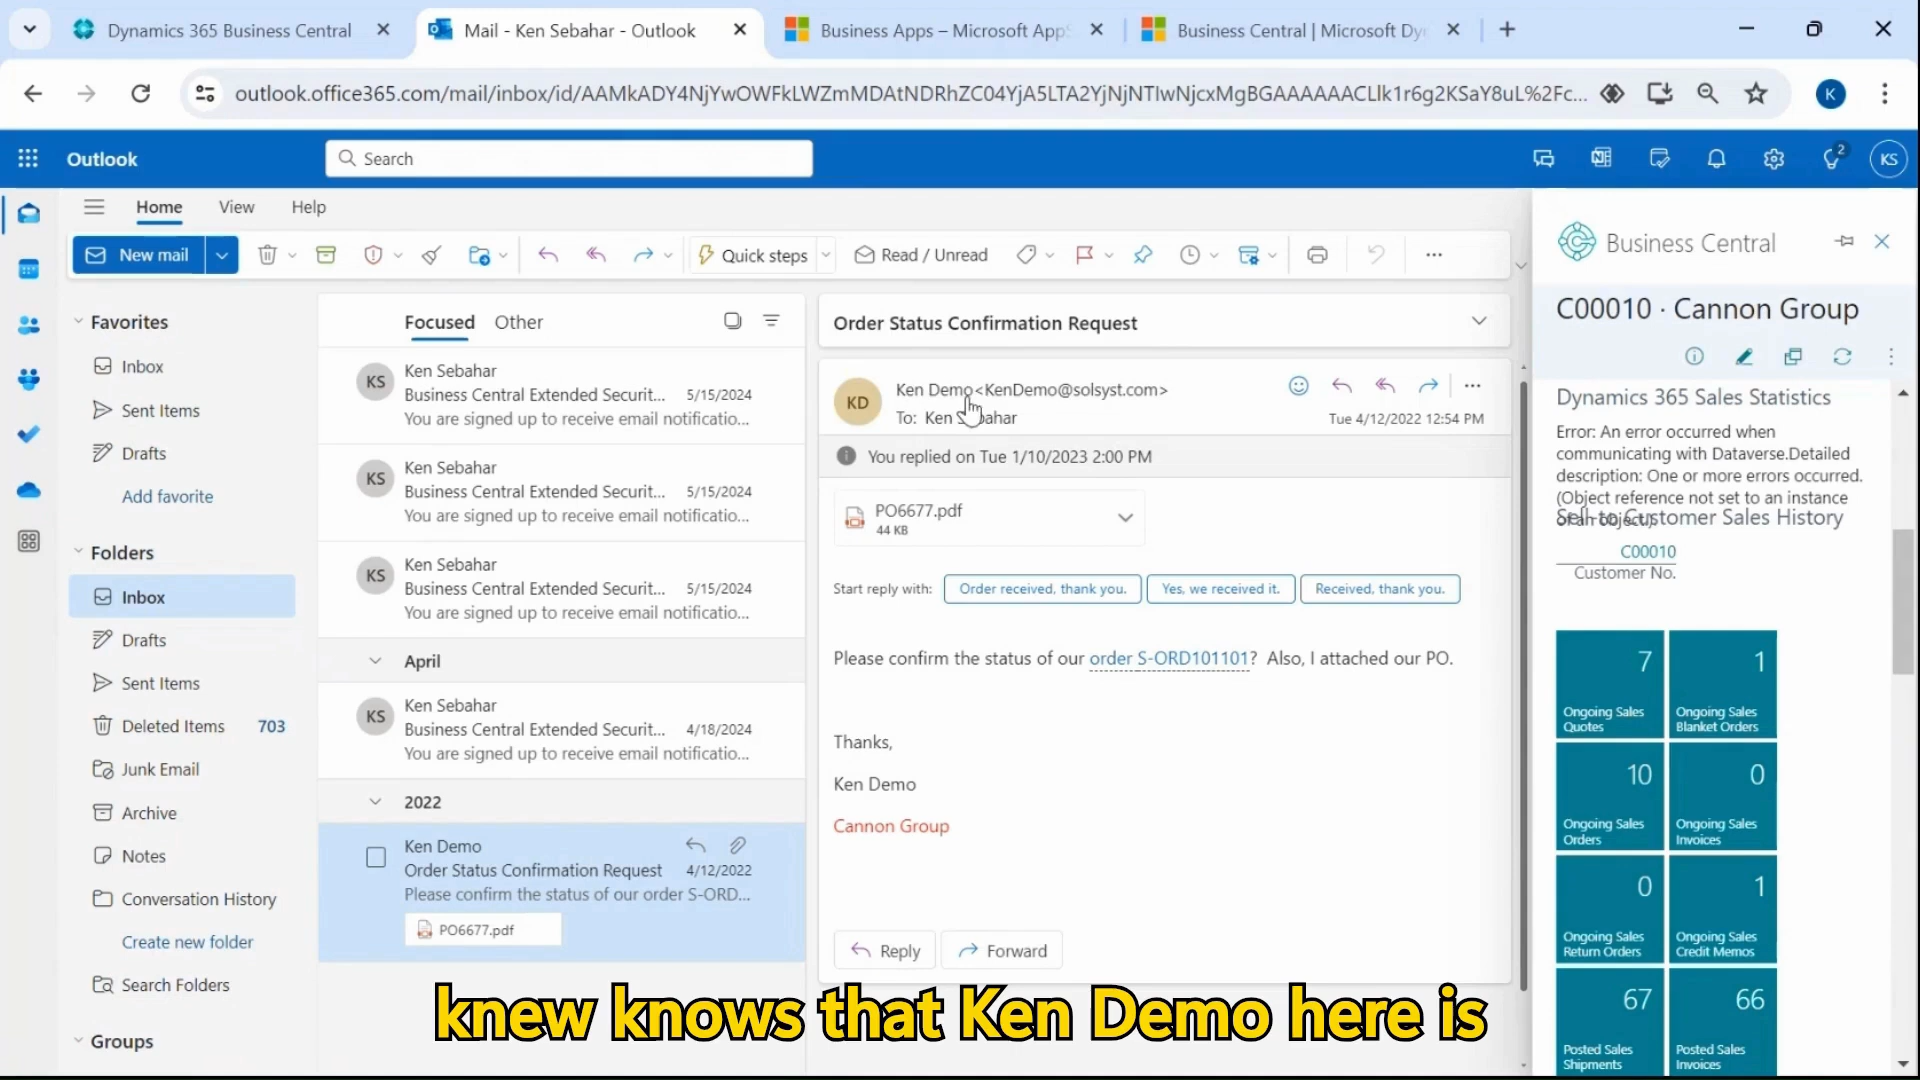 Dynamics 365 Business Central
Mail - Ken Sebahar - Outlook
Business Apps – Microsoft App
Business Central | Microsoft Dy
outlook.office365.com/mail/inbox/id/AAMkADY4NjYwOWFkLWZmMDAtNDRhZC04YjA5LTA2YjNjNTIwNjcxMgBGAAAAAACLlk1r6g2KSaY8uL%2Fc...
K
Outlook
Search
2
KS
Home
View
Help
New mail
Quick steps
Read / Unread
Favorites
Inbox
Sent Items
Drafts
Add favorite
Folders
Inbox
Drafts
Sent Items
Deleted Items 703
Junk Email
Archive
Notes
Conversation History
Create new folder
Search Folders
Groups
Focused
Other
KS
Ken Sebahar
Business Central Extended Securit... 5/15/2024
You are signed up to receive email notificatio...
KS
Ken Sebahar
Business Central Extended Securit... 5/15/2024
You are signed up to receive email notificatio...
KS
Ken Sebahar
Business Central Extended Securit... 5/15/2024
You are signed up to receive email notificatio...
April
KS
Ken Sebahar
Business Central Extended Securit... 4/18/2024
You are signed up to receive email notificatio...
2022
Ken Demo
Order Status Confirmation Request 4/12/2022
Please confirm the status of our order S-ORD...
PO6677.pdf
Order Status Confirmation Request
KD
Ken Demo<KenDemo@solsyst.com>
To: Ken Sebahar
Tue 4/12/2022 12:54 PM
You replied on Tue 1/10/2023 2:00 PM
PO6677.pdf
44 KB
Start reply with:
Order received, thank you.
Yes, we received it.
Received, thank you.
Please confirm the status of our order S-ORD101101? Also, I attached our PO.
Thanks,
Ken Demo
Cannon Group
Reply
Forward
Business Central
C00010 · Cannon Group
Dynamics 365 Sales Statistics
Error: An error occurred when
communicating with Dataverse.Detailed
description: One or more errors occurred.
(Object reference not set to an instance
of an object).
Sell-to Customer Sales History
C00010
Customer No.
7
Ongoing Sales
Quotes
1
Ongoing Sales
Blanket Orders
10
Ongoing Sales
Orders
0
Ongoing Sales
Invoices
0
Ongoing Sales
Return Orders
1
Ongoing Sales
Credit Memos
67
Posted Sales
Shipments
66
Posted Sales
Invoices
knew knows that Ken Demo here is